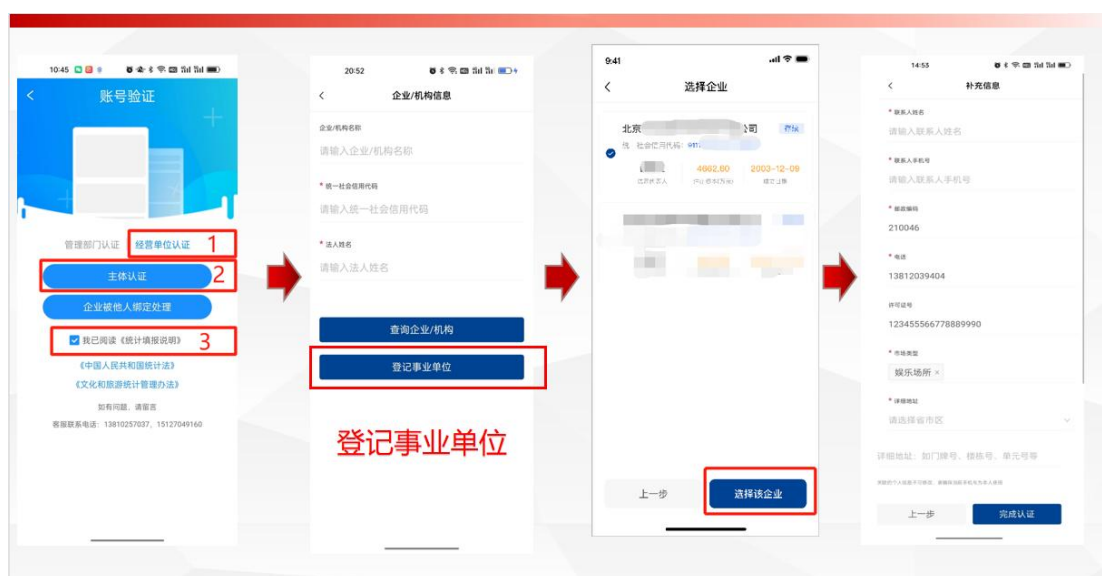 10:45
账号验证
管理部门认证 经营单位认证 1
主体认证 2
企业被他人绑定处理
我已阅读《统计填报说明》 3
《中国人民共和国统计法》
《文化和旅游统计管理办法》
如有问题，请留言
客服联系电话：13810257037，15127049160
20:52
企业/机构信息
企业/机构名称
请输入企业/机构名称
* 统一社会信用代码
请输入统一社会信用代码
* 法人姓名
请输入法人姓名
查询企业/机构
登记事业单位
登记事业单位
9:41
选择企业
北京 公司 存续
统 社会信用代码：911
4662.60 2003-12-09
上一步 选择该企业
14:53
补充信息
* 联系人姓名
请输入联系人姓名
* 联系人手机号
请输入联系人手机号
* 邮政编码
210046
* 电话
13812039404
许可证号
123455566778889990
* 市场类型
娱乐场所 ×
* 详细地址
请选择省市区
详细地址：如门牌号、楼栋号、单元号等
上一步 完成认证